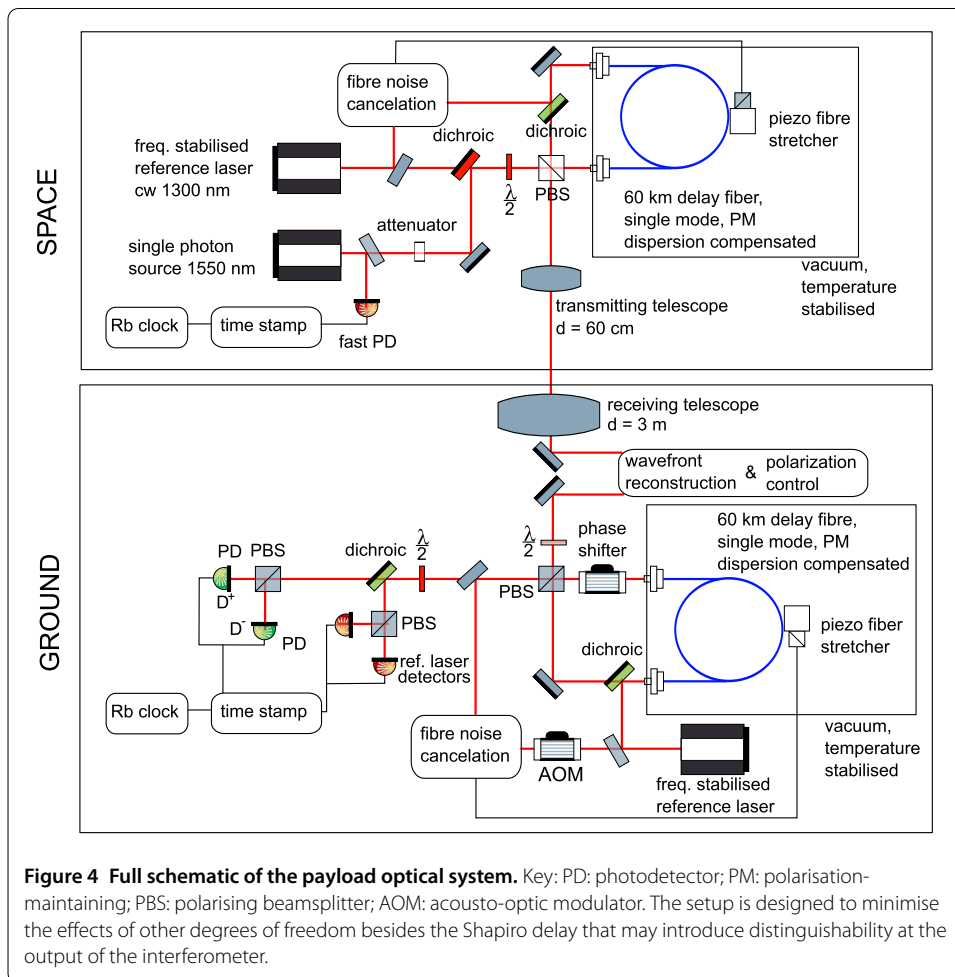 SPACE
fibre noise
cancelation
dichroic
dichroic
piezo fibre
stretcher
freq. stabilised
reference laser
cw 1300 nm
λ
2
PBS
60 km delay fiber,
single mode, PM
dispersion compensated
attenuator
single photon
source 1550 nm
vacuum,
temperature
stabilised
transmitting telescope
d = 60 cm
Rb clock
time stamp
fast PD
GROUND
receiving telescope
d = 3 m
wavefront
reconstruction
& polarization
control
60 km delay fibre,
single mode, PM
dispersion compensated
phase
shifter
λ
2
PBS
PD
PBS
dichroic
λ
2
D+
D-
PD
PBS
ref. laser
detectors
piezo fiber
stretcher
dichroic
Rb clock
time stamp
fibre noise
cancelation
AOM
freq. stabilised
reference laser
vacuum,
temperature
stabilised
Figure 4 Full schematic of the payload optical system. Key: PD: photodetector; PM: polarisation-
maintaining; PBS: polarising beamsplitter; AOM: acousto-optic modulator. The setup is designed to minimise
the effects of other degrees of freedom besides the Shapiro delay that may introduce distinguishability at the
output of the interferometer.